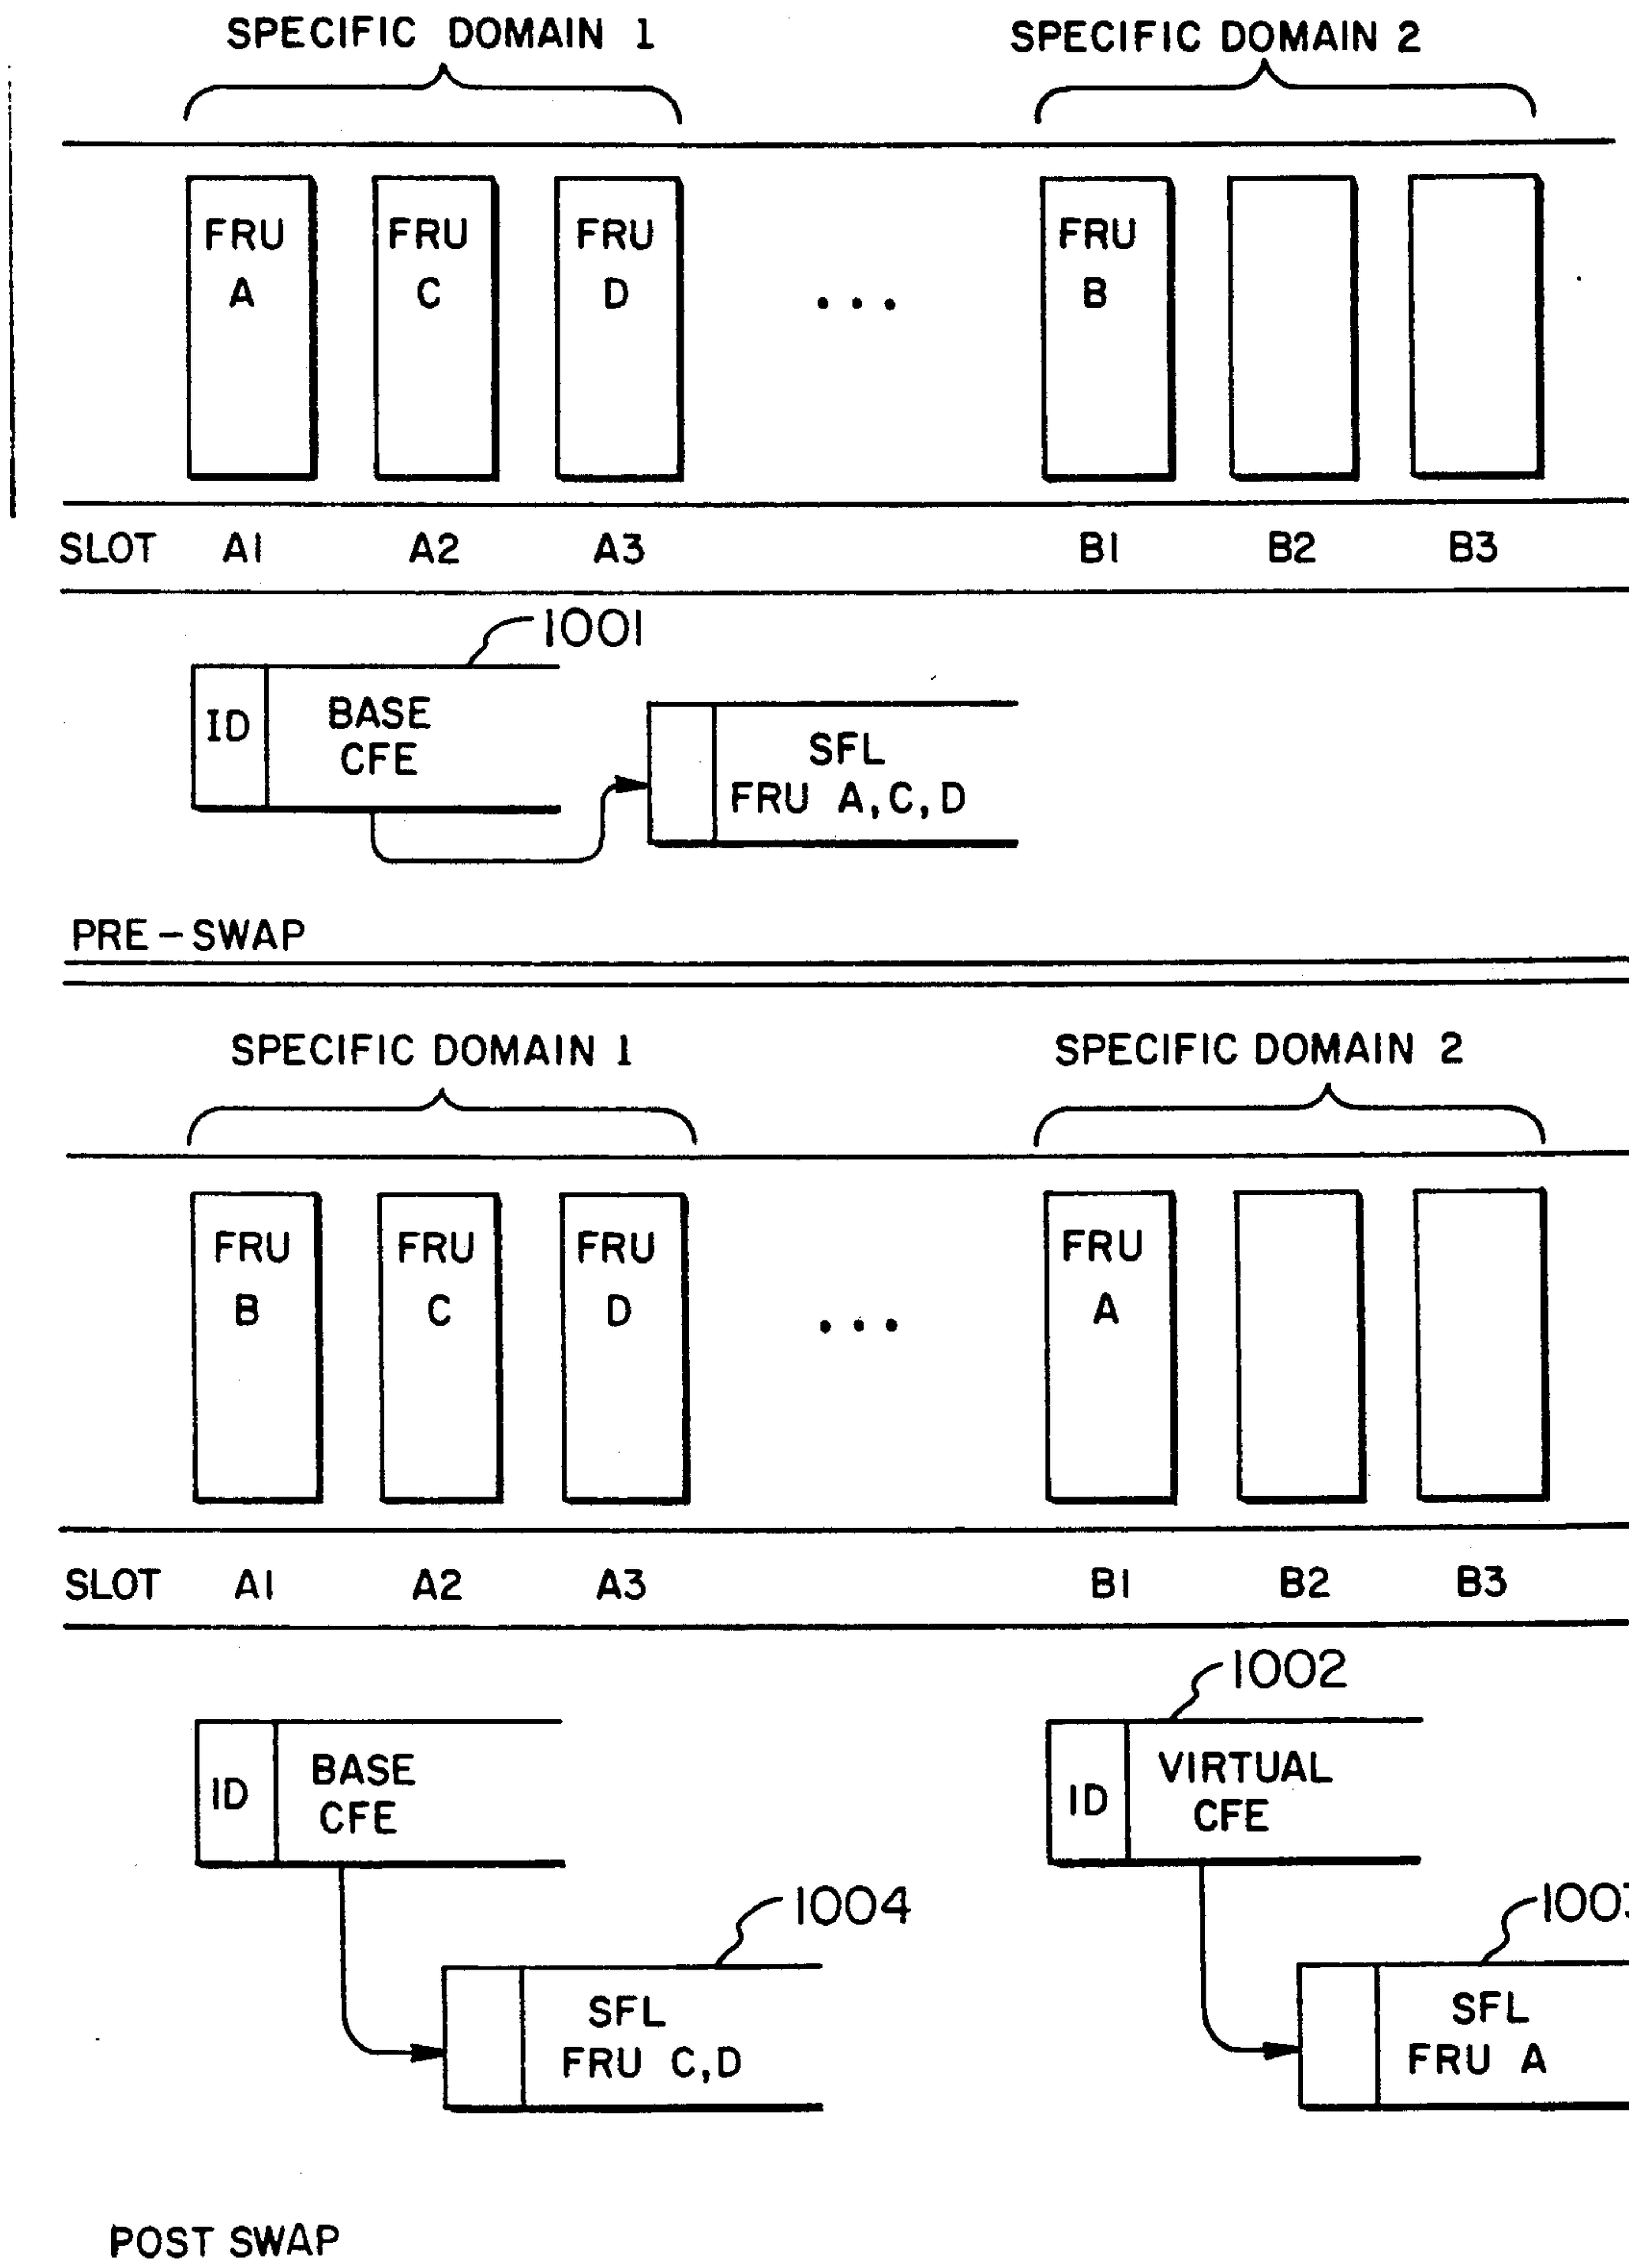 SPECIFIC DOMAIN 1 SPECIFIC DOMAIN 2
FRU FRU FRU FRU
A C D ... B
SLOT A1 A2 A3 B1 B2 B3
1001
ID BASE CFE
SFL
FRU A, C, D
PRE-SWAP
SPECIFIC DOMAIN 1 SPECIFIC DOMAIN 2
FRU FRU FRU FRU
B C D ... A
SLOT A1 A2 A3 B1 B2 B3
1002
ID BASE CFE
ID VIRTUAL CFE
1004
SFL
FRU C,D
SFL
FRU A
POST SWAP